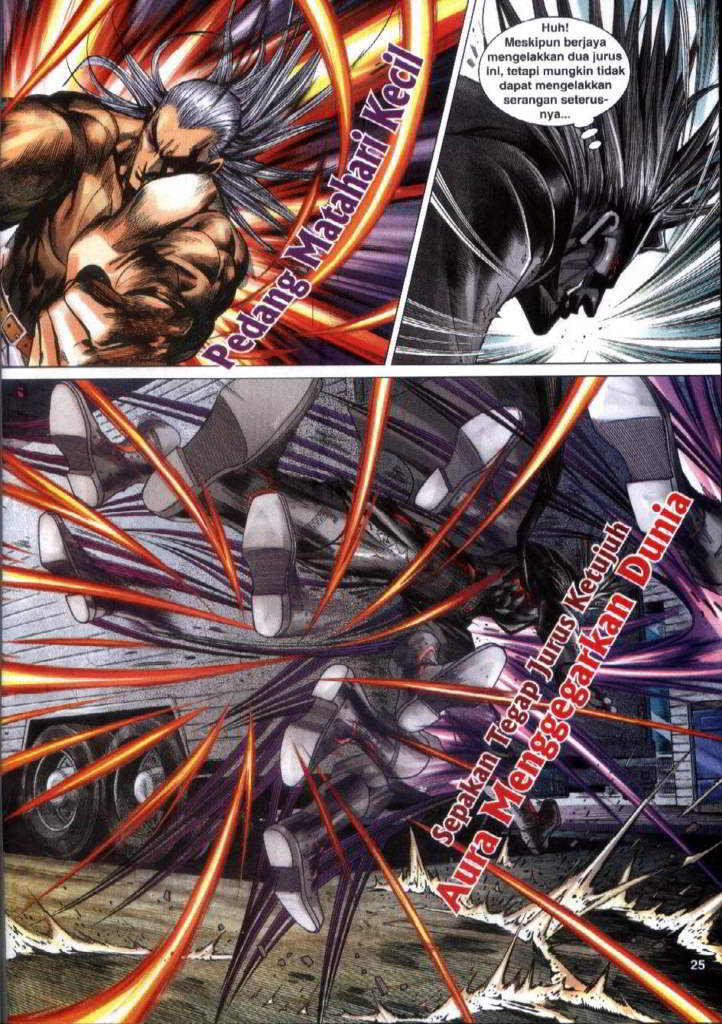 Pedang Matahari Kecil
Huh!
Meskipun berjaya
mengelakkan dua jurus
ini, tetapi mungkin tidak
dapat mengelakkan
serangan seterus-
nya...
Sepakan Tegap Jurus Ketujuh
Aura Menggegarkan Dunia
25